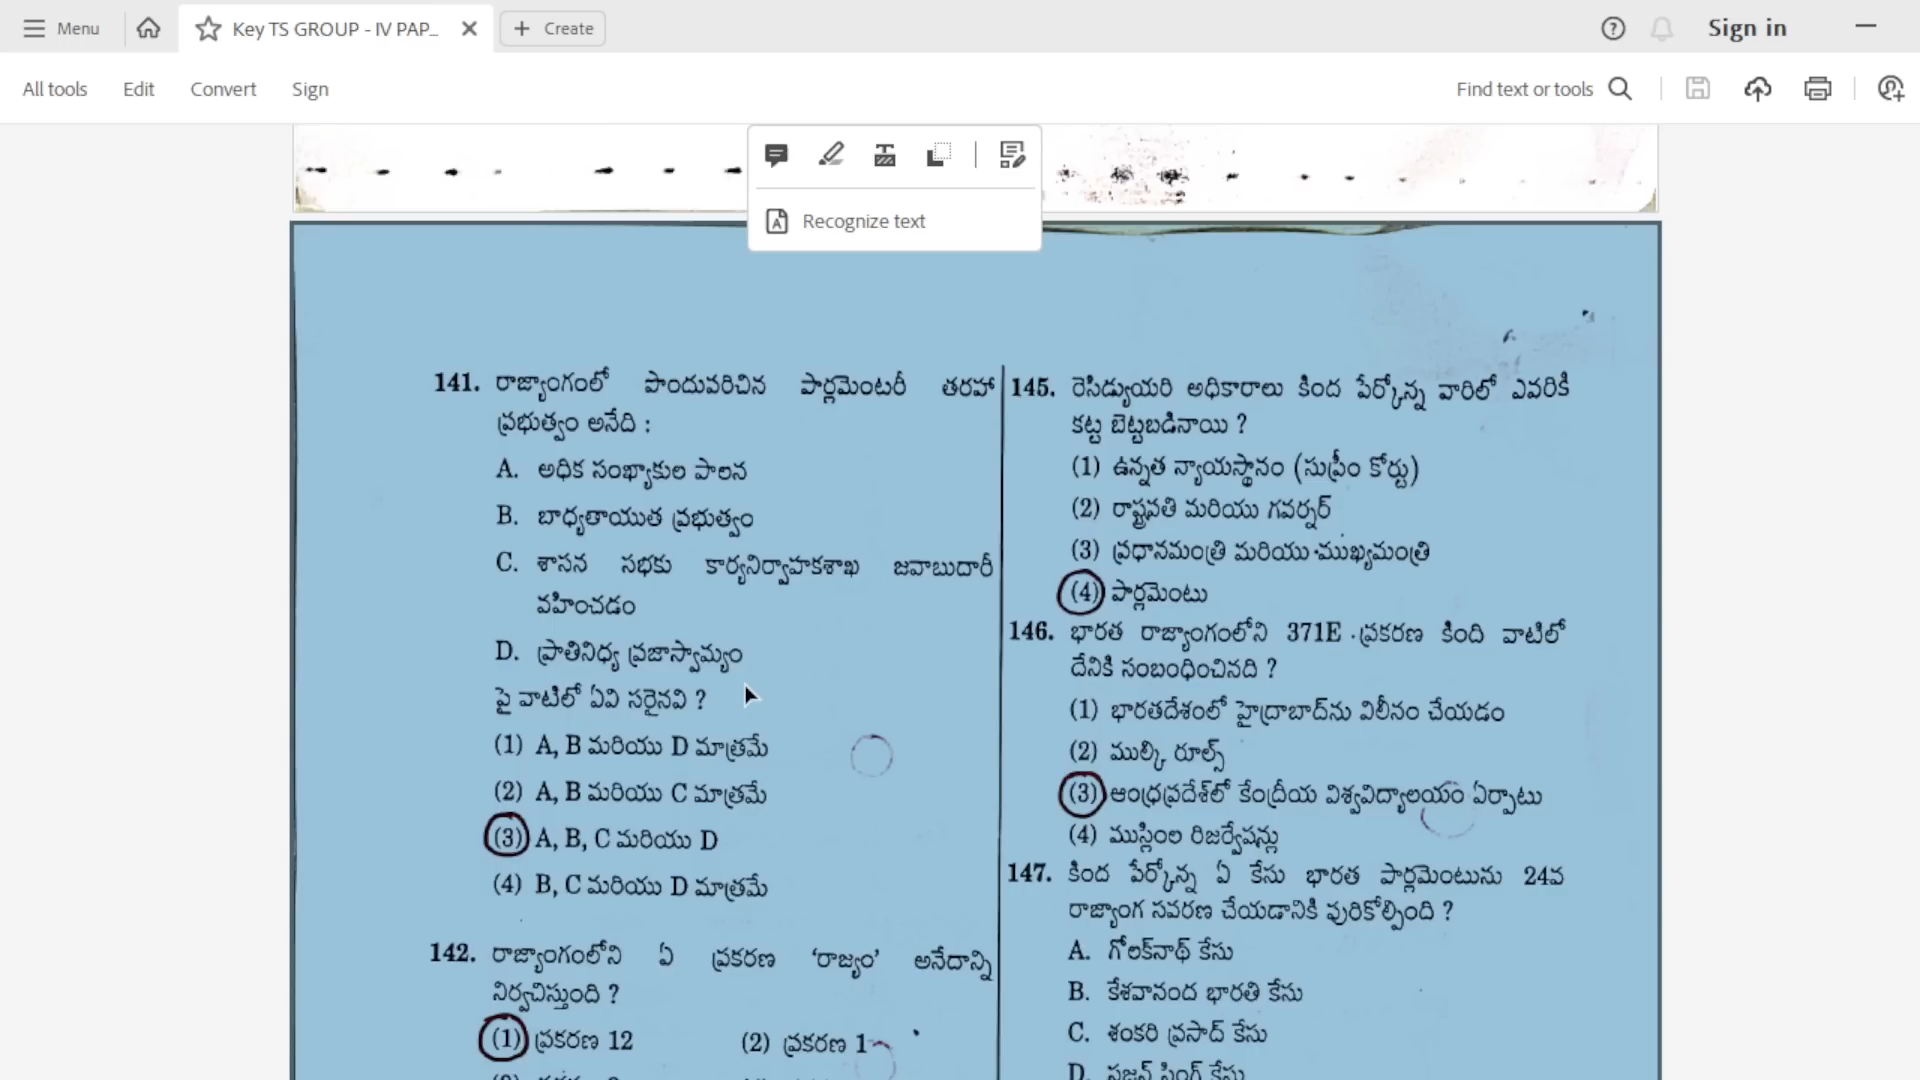 Menu
Key TS GROUP - IV PAP_
Create
Sign in
All tools
Edit
Convert
Sign
Find text or tools
Recognize text
141. రాజ్యాంగంలో పొందుపరిచిన పార్లమెంటరీ తరహా
ప్రభుత్వం అనేది :
A. అధిక సంఖ్యాకుల పాలన
B. బాధ్యతాయుత ప్రభుత్వం
C. శాసన సభకు కార్యనిర్వాహకశాఖ జవాబుదారీ
వహించడం
D. ప్రాతినిధ్య ప్రజాస్వామ్యం
పై వాటిలో ఏవి సరైనవి ?
(1) A, B మరియు D మాత్రమే
(2) A, B మరియు C మాత్రమే
(3) A, B, C మరియు D
(4) B, C మరియు D మాత్రమే
142. రాజ్యాంగంలోని ఏ ప్రకరణ ‘రాజ్యం’ అనేదాన్ని
నిర్వచిస్తుంది ?
(1) ప్రకరణ 12
(2) ప్రకరణ 1
145. రెసిడ్యుయరి అధికారాలు కింద పేర్కోన్న వారిలో ఎవరికి
కట్ట బెట్టబడినాయి ?
(1) ఉన్నత న్యాయస్థానం (సుప్రీం కోర్టు)
(2) రాష్ట్రపతి మరియు గవర్నర్
(3) ప్రధానమంత్రి మరియు ముఖ్యమంత్రి
(4) పార్లమెంటు
146. భారత రాజ్యాంగంలోని 371E ప్రకరణ కింది వాటిలో
దేనికి సంబంధించినది ?
(1) భారతదేశంలో హైద్రాబాద్‌ను విలీనం చేయడం
(2) ముల్కి రూల్స్
(3) ఆంధ్రప్రదేశ్‌లో కేంద్రీయ విశ్వవిద్యాలయం ఏర్పాటు
(4) ముస్లింల రిజర్వేషన్లు
147. కింద పేర్కోన్న ఏ కేసు భారత పార్లమెంటును 24వ
రాజ్యాంగ సవరణ చేయడానికి పురికోల్పింది ?
A. గోలక్‌నాథ్ కేసు
B. కేశవానంద భారతి కేసు
C. శంకరి ప్రసాద్ కేసు
D. సజన్ సింగ్ కేసు